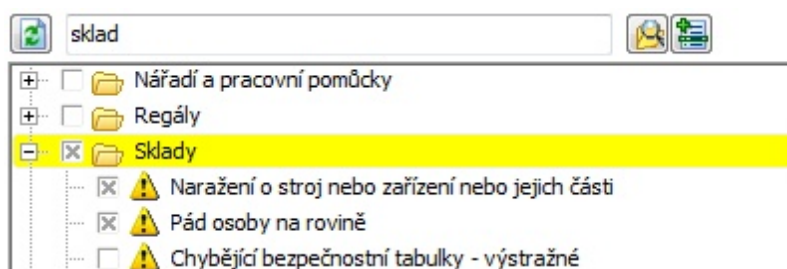 sklad
Nářadí a pracovní pomůcky
Regály
Sklady
Naražení o stroj nebo zařízení nebo jejich části
Pád osoby na rovině
Chybějící bezpečnostní tabulky - výstražné